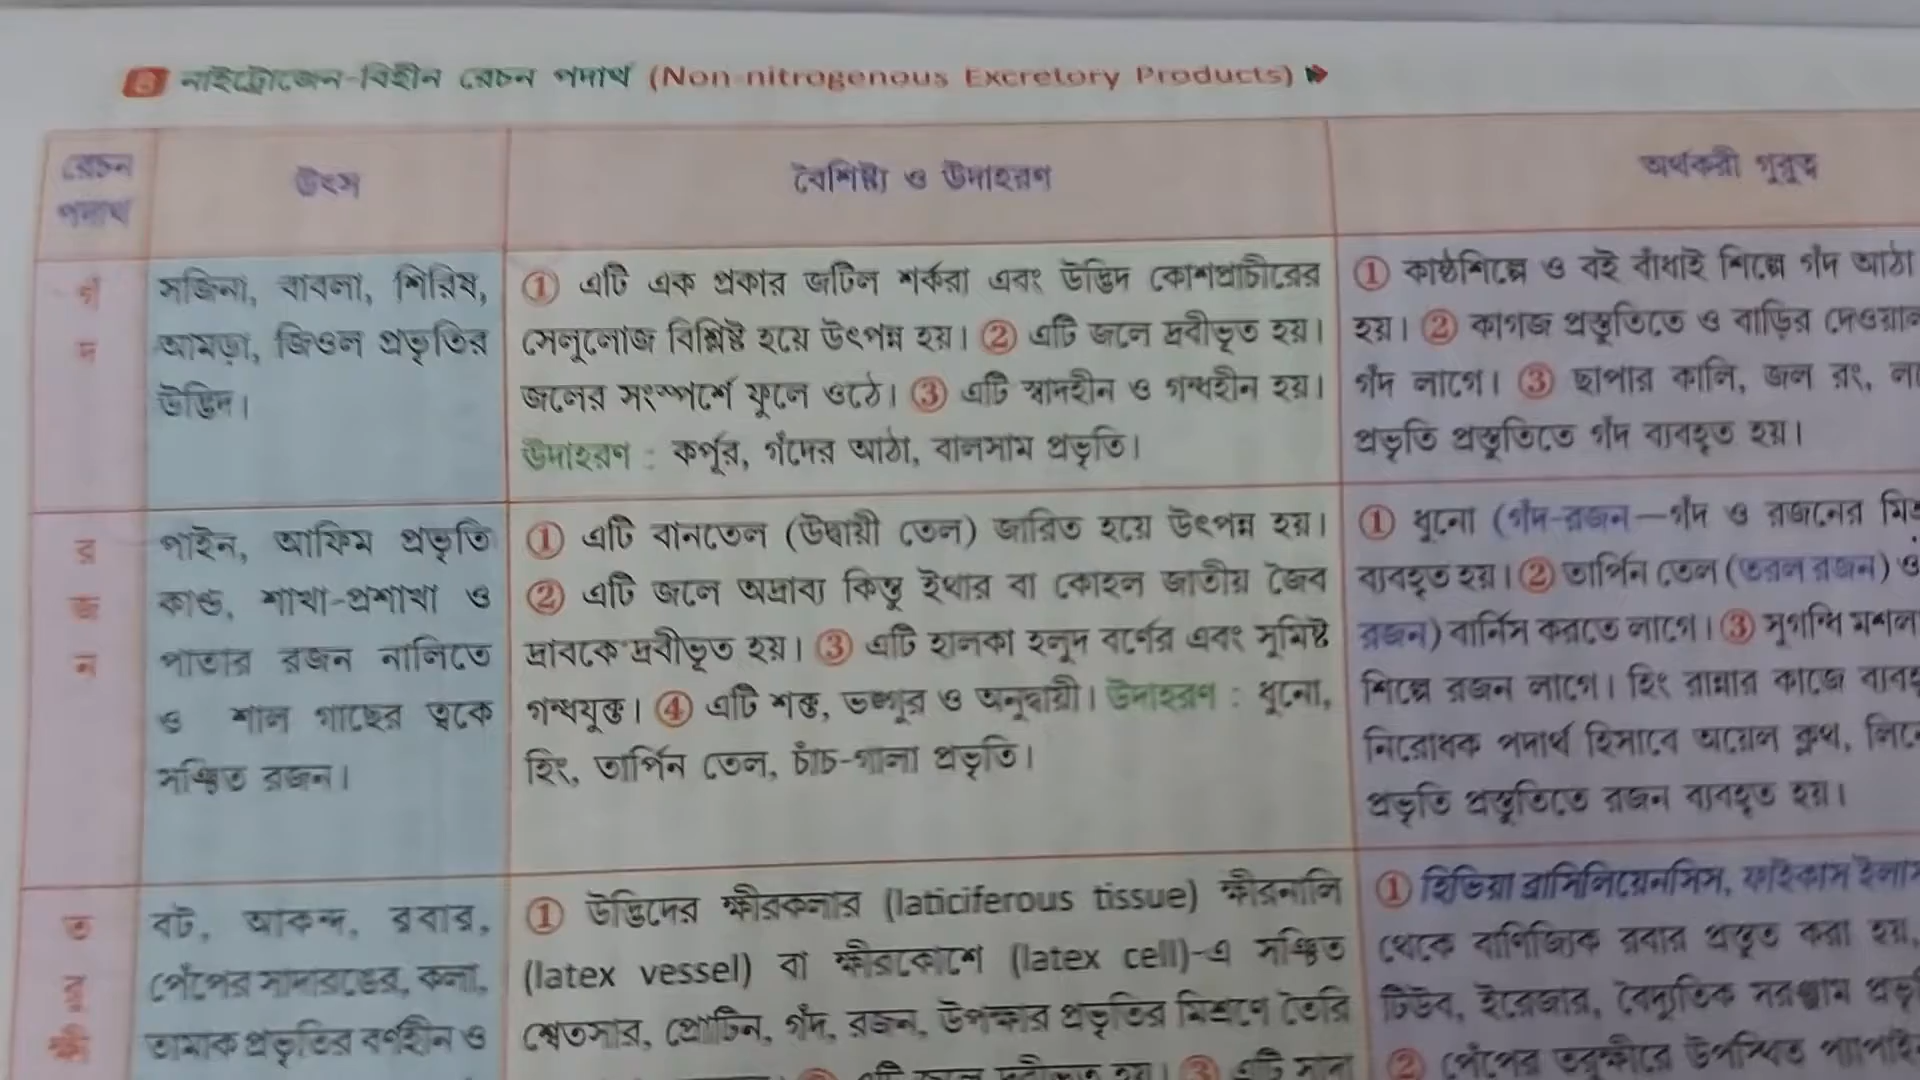 নাইট্রোজেন-বিহীন রেচন পদার্থ (Non-nitrogenous Excretory Products)
রেচন
পদার্থ
উৎস
বৈশিষ্ট্য ও উদাহরণ
অর্থকরী গুরুত্ব
গঁ
দ
সজিনা, বাবলা, শিরিষ,
আমড়া, জিওল প্রভৃতির
উদ্ভিদ।
① এটি এক প্রকার জটিল শর্করা এবং উদ্ভিদ কোশপ্রাচীরের
সেলুলোজ বিশ্লিষ্ট হয়ে উৎপন্ন হয়। ② এটি জলে দ্রবীভূত হয়।
জলের সংস্পর্শে ফুলে ওঠে। ③ এটি স্বাদহীন ও গন্ধহীন হয়।
উদাহরণ : কর্পূর, গঁদের আঠা, বালসাম প্রভৃতি।
① কাষ্ঠশিল্পে ও বই বাঁধাই শিল্পে গঁদ আঠা
হয়। ② কাগজ প্রস্তুতিতে ও বাড়ির দেওয়াল
গঁদ লাগে। ③ ছাপার কালি, জল রং,
প্রভৃতি প্রস্তুতিতে গঁদ ব্যবহৃত হয়।
র
জ
ন
পাইন, আফিম প্রভৃতি
কাণ্ড, শাখা-প্রশাখা ও
পাতার রজন নালিতে
ও শাল গাছের ত্বকে
সঞ্চিত রজন।
① এটি বানতেল (উদ্বায়ী তেল) জারিত হয়ে উৎপন্ন হয়।
② এটি জলে অদ্রাব্য কিন্তু ইথার বা কোহল জাতীয় জৈব
দ্রাবকে দ্রবীভূত হয়। ③ এটি হালকা হলুদ বর্ণের এবং সুমিষ্ট
গন্ধযুক্ত। ④ এটি শক্ত, ভঙ্গুর ও অনুদ্বায়ী। উদাহরণ : ধুনো,
হিং, তার্পিন তেল, চাঁচ-গালা প্রভৃতি।
① ধুনো (গঁদ-রজন—গঁদ ও রজনের
ব্যবহৃত হয়। ② তার্পিন তেল (তরল রজন) ও
রজন) বার্নিস করতে লাগে। ③ সুগন্ধি
শিল্পে রজন লাগে। হিং রান্নার কাজে
নিরোধক পদার্থ হিসাবে অয়েল ক্লথ,
প্রভৃতি প্রস্তুতিতে রজন ব্যবহৃত হয়।
ত
রু
ক্ষী
বট, আকন্দ, রবার,
পেঁপের সাদারঙের, কলা,
তামাক প্রভৃতির বর্ণহীন ও
① উদ্ভিদের ক্ষীরকলার (laticiferous tissue) ক্ষীরনালি
(latex vessel) বা ক্ষীরকোশে (latex cell)-এ সঞ্চিত
শ্বেতসার, প্রোটিন, গঁদ, রজন, উপক্ষার প্রভৃতির মিশ্রণে তৈরি
① হিভিয়া ব্রাসিলিয়েনসিস, ফাইকাস
থেকে বাণিজ্যিক রবার প্রস্তুত করা হয়,
টিউব, ইরেজার, বৈদ্যুতিক সরঞ্জাম
② পেঁপের তরুক্ষীরে উপস্থিত